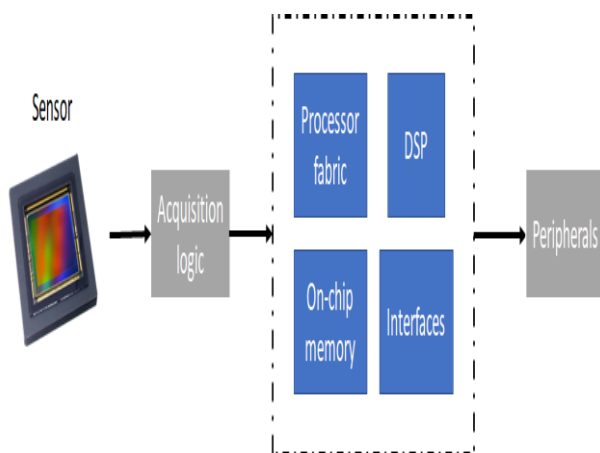 Sensor
Acquisition
logic
Processor
fabric
DSP
On-chip
memory
Interfaces
Peripherals